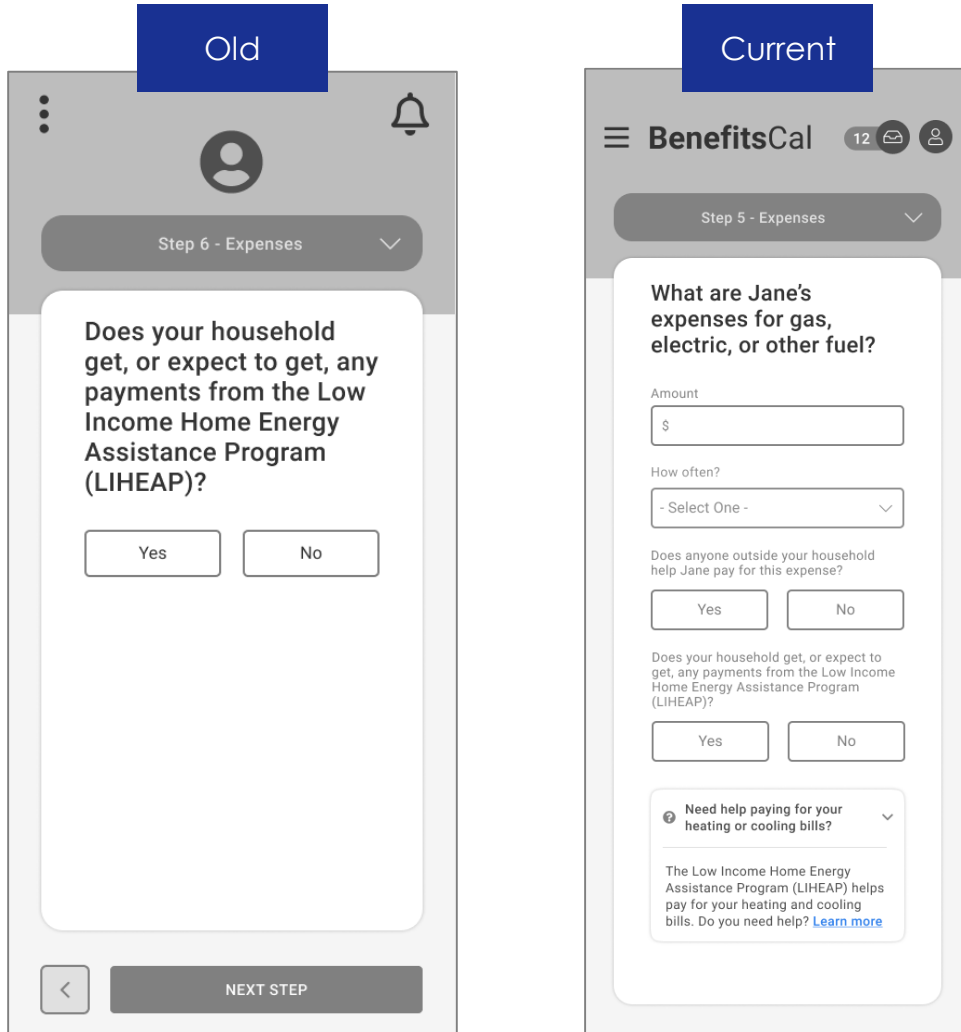 Old
Step 6 - Expenses
Does your household
get, or expect to get, any
payments from the Low
Income Home Energy
Assistance Program
(LIHEAP)?
Yes No
NEXT STEP
Current
BenefitsCal 12
Step 5 - Expenses
What are Jane’s
expenses for gas,
electric, or other fuel?
Amount
$
How often?
- Select One -
Does anyone outside your household
help Jane pay for this expense?
Yes No
Does your household get, or expect to
get, any payments from the Low Income
Home Energy Assistance Program
(LIHEAP)?
Yes No
Need help paying for your
heating or cooling bills?
The Low Income Home Energy
Assistance Program (LIHEAP) helps
pay for your heating and cooling
bills. Do you need help? Learn more